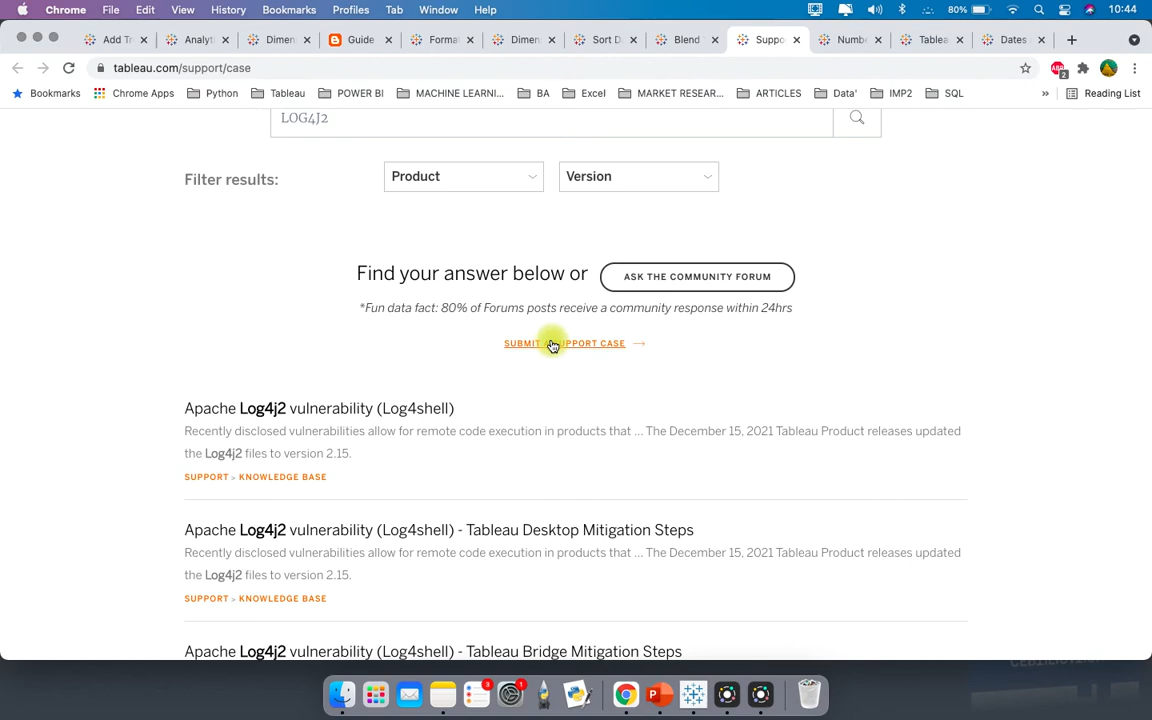 Chrome File Edit View History Bookmarks Profiles Tab Window Help 80% 10:44
Add Tr Analyti Dimen Guide Forma Dimen Sort D Blend Suppo Numb Tablea Dates
tableau.com/support/case 2
Bookmarks Chrome Apps Python Tableau POWER BI MACHINE LEARNI... BA Excel MARKET RESEAR... ARTICLES Data' IMP2 SQL » Reading List
LOG4J2
Filter results: Product Version
Find your answer below or ASK THE COMMUNITY FORUM
*Fun data fact: 80% of Forums posts receive a community response within 24hrs
SUBMIT SUPPORT CASE →
Apache Log4j2 vulnerability (Log4shell)
Recently disclosed vulnerabilities allow for remote code execution in products that ... The December 15, 2021 Tableau Product releases updated
the Log4j2 files to version 2.15.
SUPPORT > KNOWLEDGE BASE
Apache Log4j2 vulnerability (Log4shell) - Tableau Desktop Mitigation Steps
Recently disclosed vulnerabilities allow for remote code execution in products that ... The December 15, 2021 Tableau Product releases updated
the Log4j2 files to version 2.15.
SUPPORT > KNOWLEDGE BASE
Apache Log4j2 vulnerability (Log4shell) - Tableau Bridge Mitigation Steps
3 1